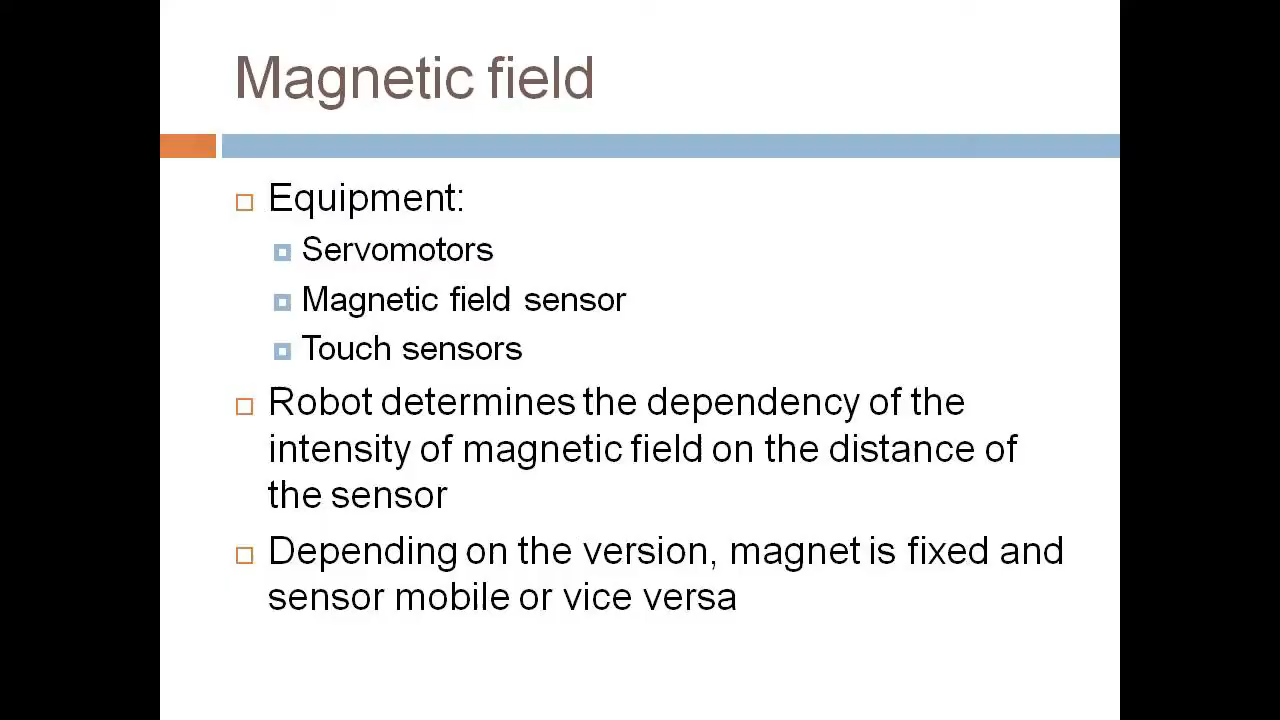 Magnetic field
Equipment:
Servomotors
Magnetic field sensor
Touch sensors
Robot determines the dependency of the
intensity of magnetic field on the distance of
the sensor
Depending on the version, magnet is fixed and
sensor mobile or vice versa